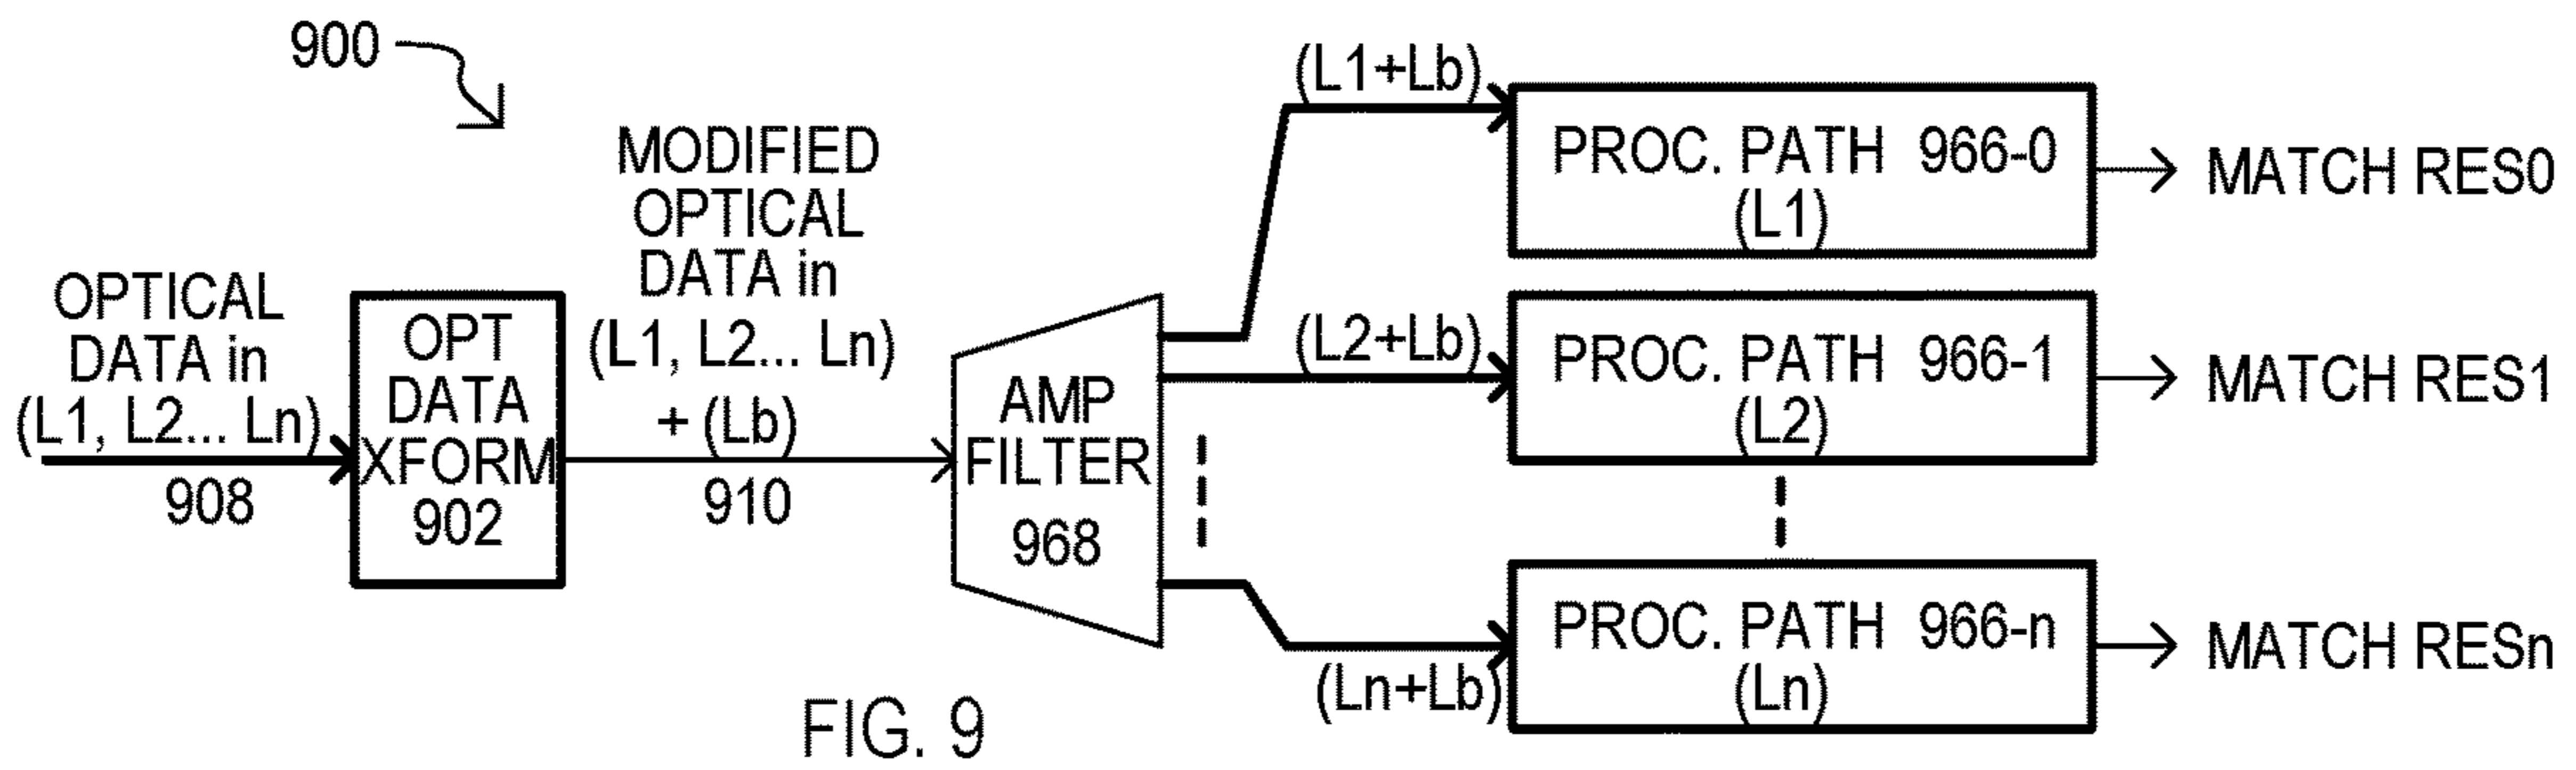 900
OPTICAL
DATA in
(L1, L2... Ln)
908
OPT
DATA
XFORM
902
MODIFIED
OPTICAL
DATA in
(L1, L2... Ln)
+ (Lb)
910
AMP
FILTER
968
(L1+Lb)
PROC. PATH 966-0
(L1)
MATCH RES0
(L2+Lb)
PROC. PATH 966-1
(L2)
MATCH RES1
(Ln+Lb)
PROC. PATH 966-n
(Ln)
MATCH RESn
FIG. 9